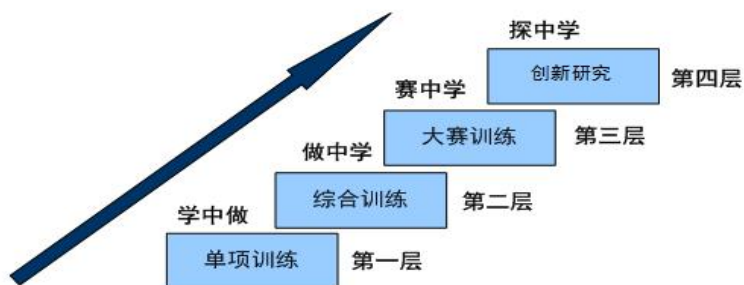 探中学
创新研究
第四层
赛中学
大赛训练
第三层
做中学
综合训练
第二层
学中做
单项训练
第一层